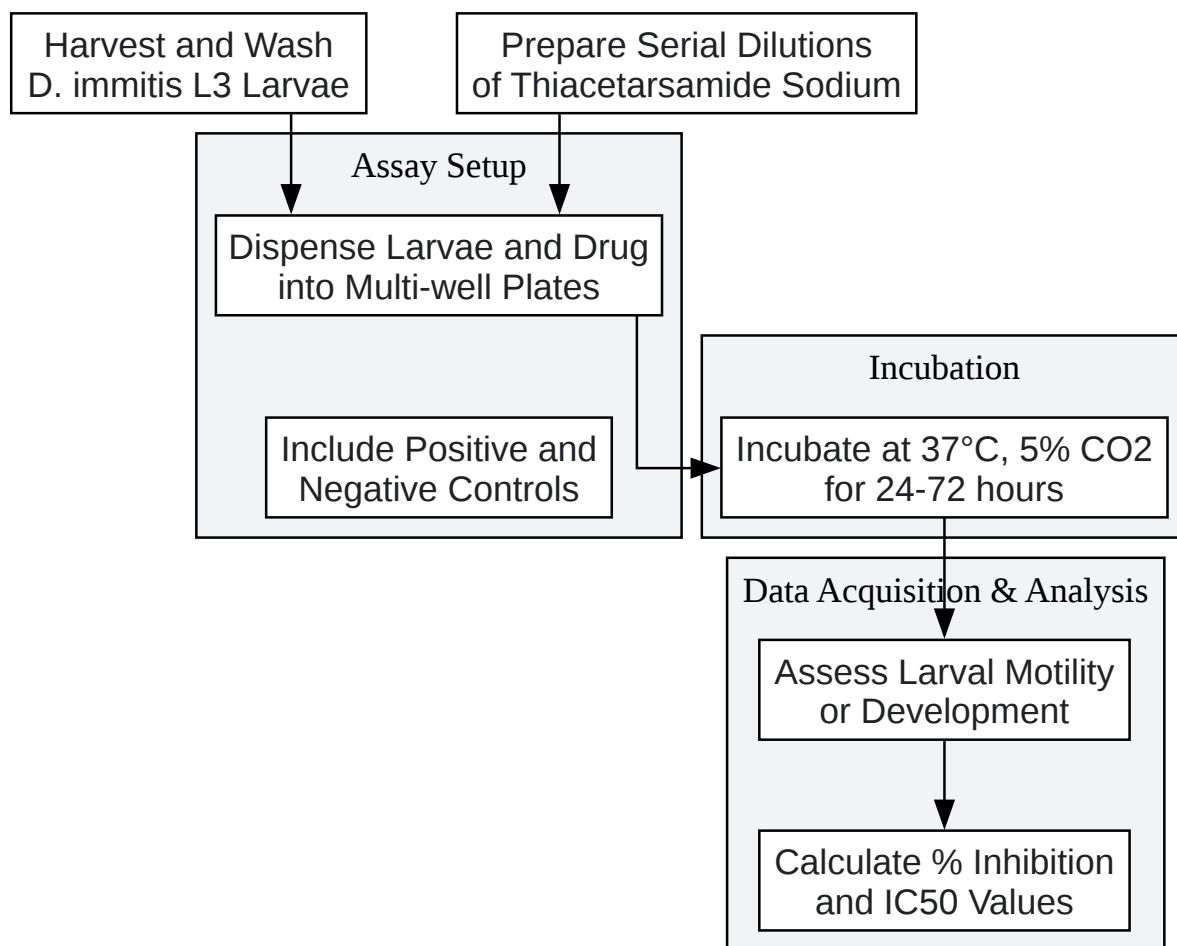 Harvest and Wash
D. immitis L3 Larvae
Prepare Serial Dilutions
of Thiacetarsamide Sodium
Assay Setup
Dispense Larvae and Drug
into Multi-well Plates
Include Positive and
Negative Controls
Incubation
Incubate at 37°C, 5% CO2
for 24-72 hours
Data Acquisition & Analysis
Assess Larval Motility
or Development
Calculate % Inhibition
and IC50 Values